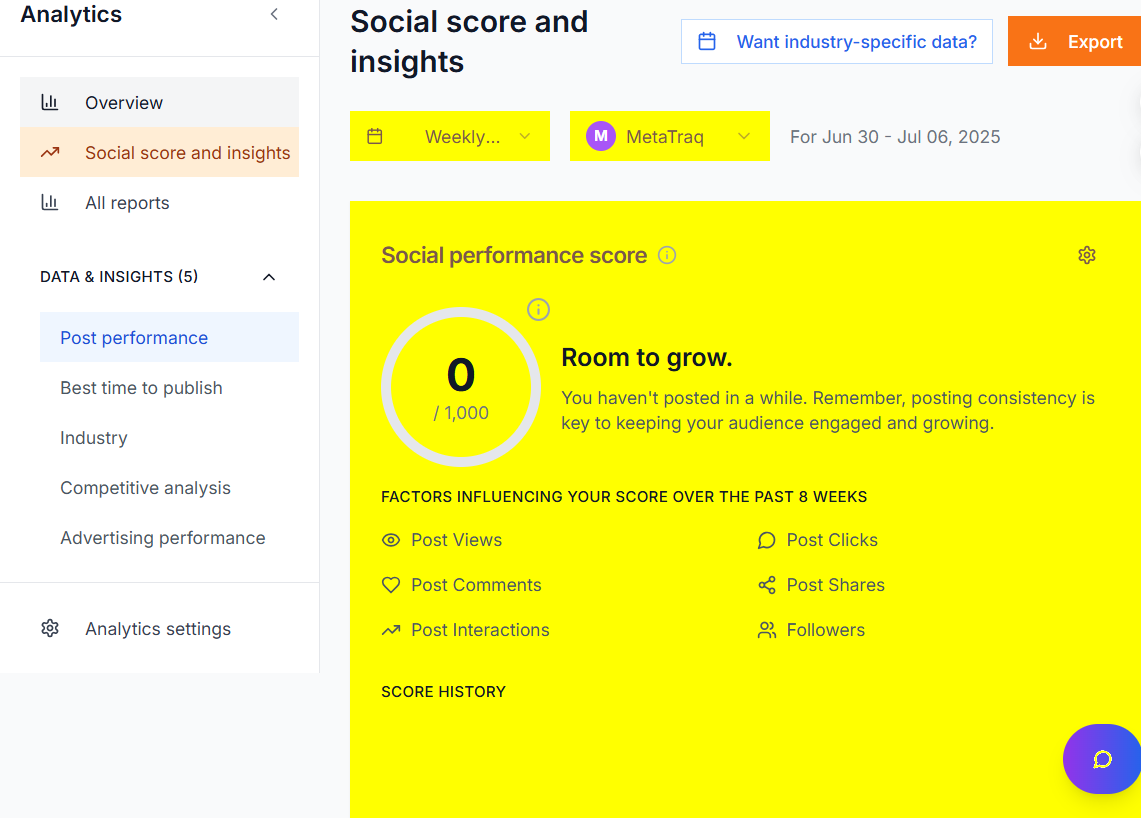 Analytics
Overview
Social score and insights
All reports
DATA & INSIGHTS (5)
Post performance
Best time to publish
Industry
Competitive analysis
Advertising performance
Analytics settings
Social score and
insights
Want industry-specific data?
Export
Weekly...
M MetaTraq
For Jun 30 - Jul 06, 2025
Social performance score
0
/ 1,000
Room to grow.
You haven't posted in a while. Remember, posting consistency is
key to keeping your audience engaged and growing.
FACTORS INFLUENCING YOUR SCORE OVER THE PAST 8 WEEKS
Post Views
Post Clicks
Post Comments
Post Shares
Post Interactions
Followers
SCORE HISTORY